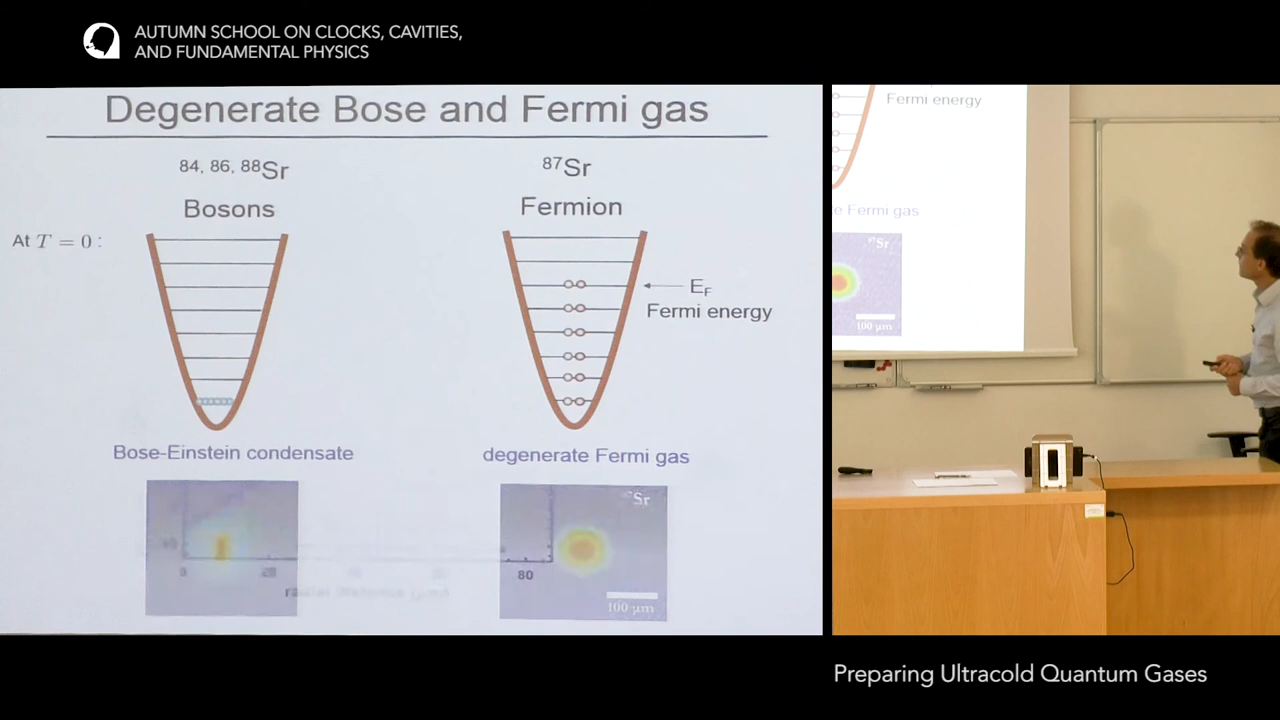 AUTUMN SCHOOL ON CLOCKS, CAVITIES,
AND FUNDAMENTAL PHYSICS
Degenerate Bose and Fermi gas
84, 86, 88Sr
87Sr
Bosons
Fermion
At T = 0 :
EF
Fermi energy
Bose-Einstein condensate
degenerate Fermi gas
0
20
80
Sr
100 µm
Fermi energy
Fermi gas
Sr
100 µm
Preparing Ultracold Quantum Gases